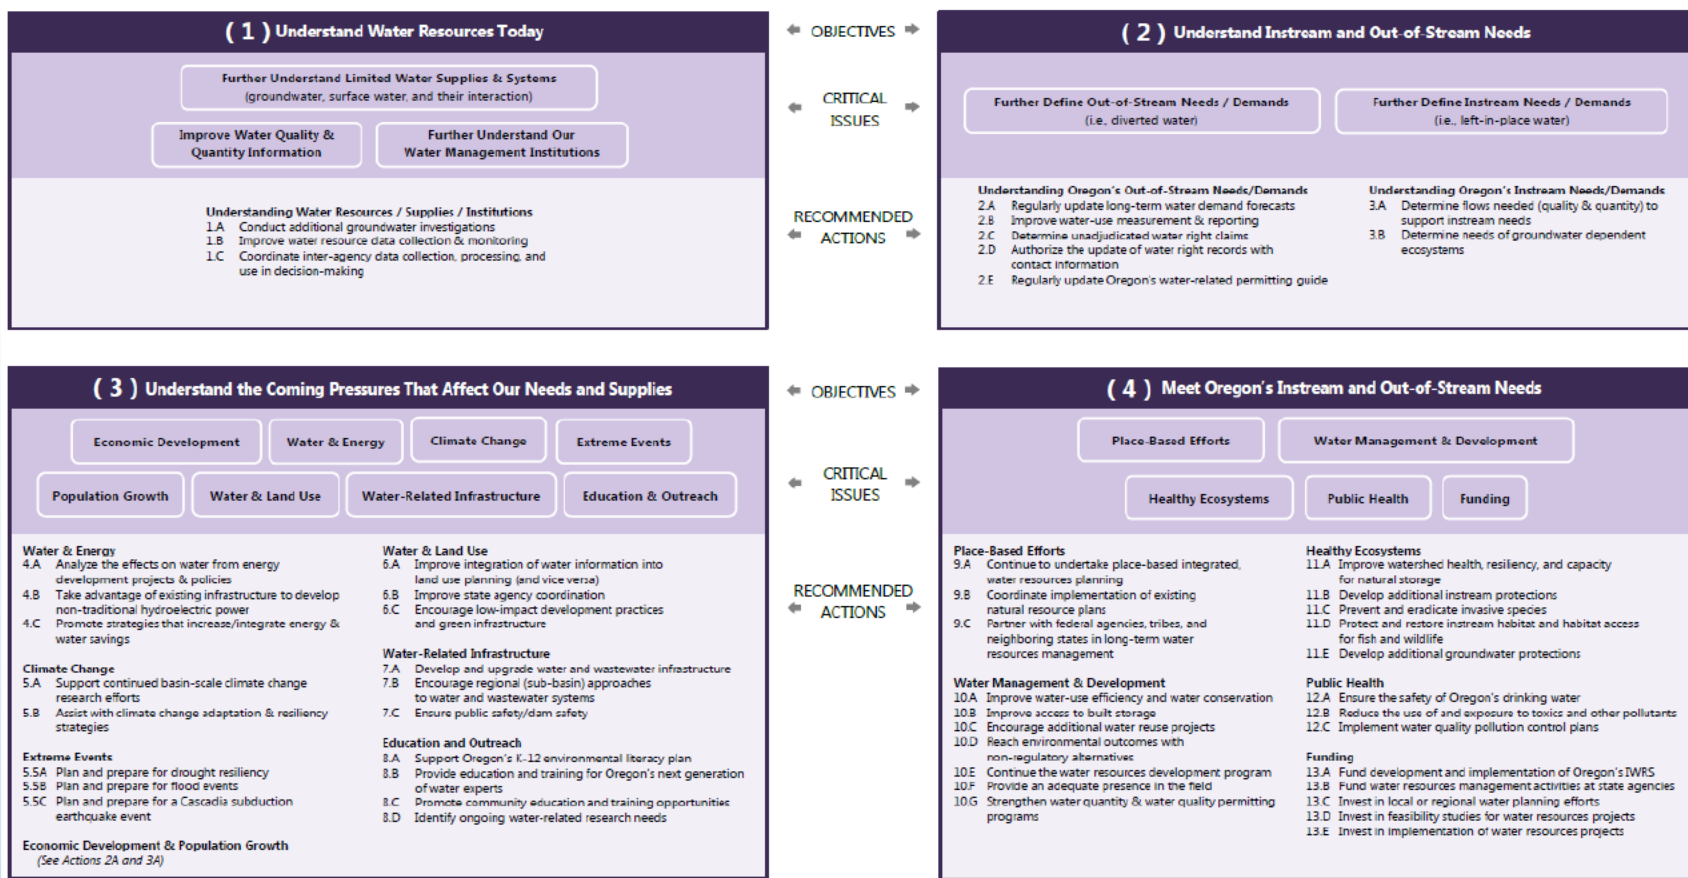 ( 1 ) Understand Water Resources Today
Further Understand Limited Water Supplies & Systems
(groundwater, surface water, and their interaction)
Improve Water Quality &
Quantity Information
Further Understand Our
Water Management Institutions
Understanding Water Resources / Supplies / Institutions
1.A Conduct additional groundwater investigations
1.B Improve water resource data collection & monitoring
1.C Coordinate inter-agency data collection, processing, and
use in decision-making
OBJECTIVES
CRITICAL
ISSUES
RECOMMENDED
ACTIONS
( 2 ) Understand Instream and Out-of-Stream Needs
Further Define Out-of-Stream Needs / Demands
(i.e., diverted water)
Further Define Instream Needs / Demands
(i.e., left-in-place water)
Understanding Oregon's Out-of-Stream Needs/Demands
2.A Regularly update long-term water demand forecasts
2.B Improve water-use measurement & reporting
2.C Determine unadjudicated water right claims
2.D Authorize the update of water right records with
contact information
2.E Regularly update Oregon's water-related permitting guide
Understanding Oregon's Instream Needs/Demands
3.A Determine flows needed (quality & quantity) to
support instream needs
3.B Determine needs of groundwater dependent
ecosystems
( 3 ) Understand the Coming Pressures That Affect Our Needs and Supplies
Economic Development
Water & Energy
Climate Change
Extreme Events
Population Growth
Water & Land Use
Water-Related Infrastructure
Education & Outreach
Water & Energy
4.A Analyze the effects on water from energy
development projects & policies
4.B Take advantage of existing infrastructure to develop
non-traditional hydroelectric power
4.C Promote strategies that increase/integrate energy &
water savings
Climate Change
5.A Support continued basin-scale climate change
research efforts
5.B Assist with climate change adaptation & resiliency
strategies
Extreme Events
5.5A Plan and prepare for drought resiliency
5.5B Plan and prepare for flood events
5.5C Plan and prepare for a Cascadia subduction
earthquake event
Economic Development & Population Growth
(See Actions 2A and 3A)
Water & Land Use
6.A Improve integration of water information into
land use planning (and vice versa)
6.B Improve state agency coordination
6.C Encourage low-impact development practices
and green infrastructure
Water-Related Infrastructure
7.A Develop and upgrade water and wastewater infrastructure
7.B Encourage regional (sub-basin) approaches
to water and wastewater systems
7.C Ensure public safety/dam safety
Education and Outreach
8.A Support Oregon's K-12 environmental literacy plan
8.B Provide education and training for Oregon's next generation
of water experts
8.C Promote community education and training opportunities
8.D Identify ongoing water-related research needs
OBJECTIVES
CRITICAL
ISSUES
RECOMMENDED
ACTIONS
( 4 ) Meet Oregon's Instream and Out-of-Stream Needs
Place-Based Efforts
Water Management & Development
Healthy Ecosystems
Public Health
Funding
Place-Based Efforts
9.A Continue to undertake place-based integrated,
water resources planning
9.B Coordinate implementation of existing
natural resource plans
9.C Partner with federal agencies, tribes, and
neighboring states in long-term water
resources management
Water Management & Development
10.A Improve water-use efficiency and water conservation
10.B Improve access to built storage
10.C Encourage additional water reuse projects
10.D Reach environmental outcomes with
non-regulatory alternatives
10.E Continue the water resources development program
10.F Provide an adequate presence in the field
10.G Strengthen water quantity & water quality permitting
programs
Healthy Ecosystems
11.A Improve watershed health, resiliency, and capacity
for natural storage
11.B Develop additional instream protections
11.C Prevent and eradicate invasive species
11.D Protect and restore instream habitat and habitat access
for fish and wildlife
11.E Develop additional groundwater protections
Public Health
12.A Ensure the safety of Oregon's drinking water
12.B Reduce the use of and exposure to toxics and other pollutants
12.C Implement water quality pollution control plans
Funding
13.A Fund development and implementation of Oregon's IWRS
13.B Fund water resources management activities at state agencies
13.C Invest in local or regional water planning efforts
13.D Invest in feasibility studies for water resources projects
13.E Invest in implementation of water resources projects